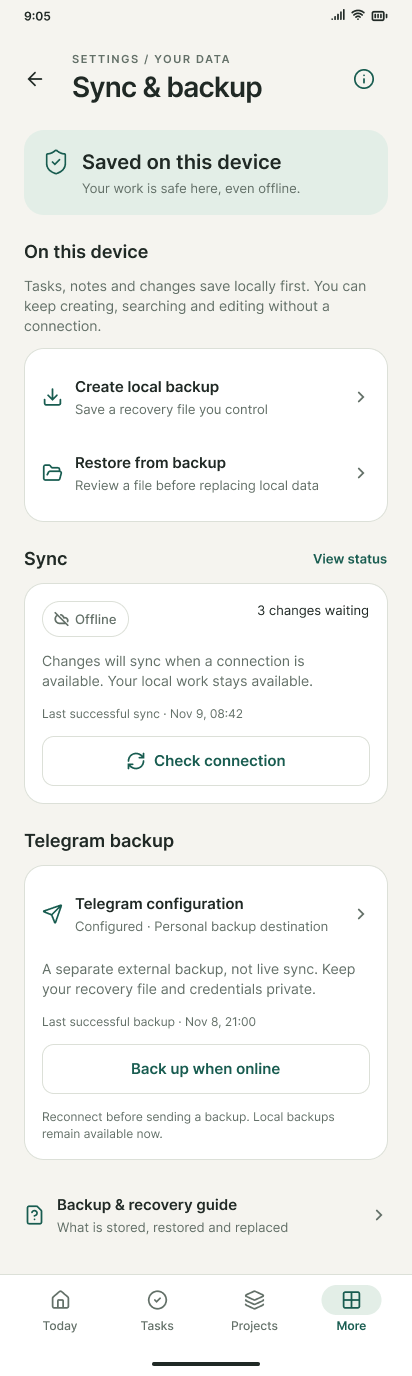 9:05
SETTINGS / YOUR DATA
Sync & backup
Saved on this device
Your work is safe here, even offline.
On this device
Tasks, notes and changes save locally first. You can
keep creating, searching and editing without a
connection.
Create local backup
Save a recovery file you control
Restore from backup
Review a file before replacing local data
Sync
View status
Offline
3 changes waiting
Changes will sync when a connection is
available. Your local work stays available.
Last successful sync · Nov 9, 08:42
Check connection
Telegram backup
Telegram configuration
Configured · Personal backup destination
A separate external backup, not live sync. Keep
your recovery file and credentials private.
Last successful backup · Nov 8, 21:00
Back up when online
Reconnect before sending a backup. Local backups
remain available now.
Backup & recovery guide
What is stored, restored and replaced
Today
Tasks
Projects
More